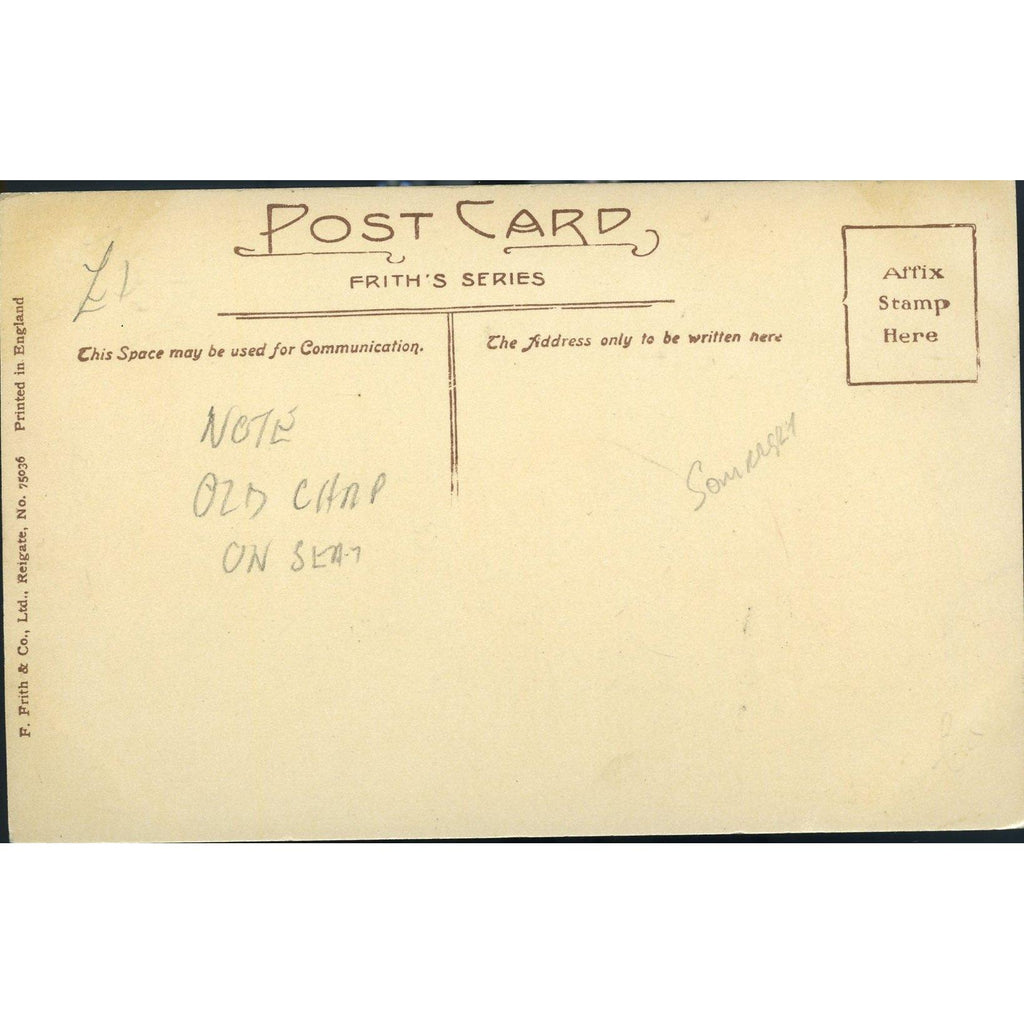 POST CARD
FRITH'S SERIES
Affix
Stamp
Here
£1
This Space may be used for Communication.
The Address only to be written here
NOTE
OLD CHAP
ON SEAT
Somerset
F. Frith & Co., Ltd., Reigate, No. 75036 Printed in England